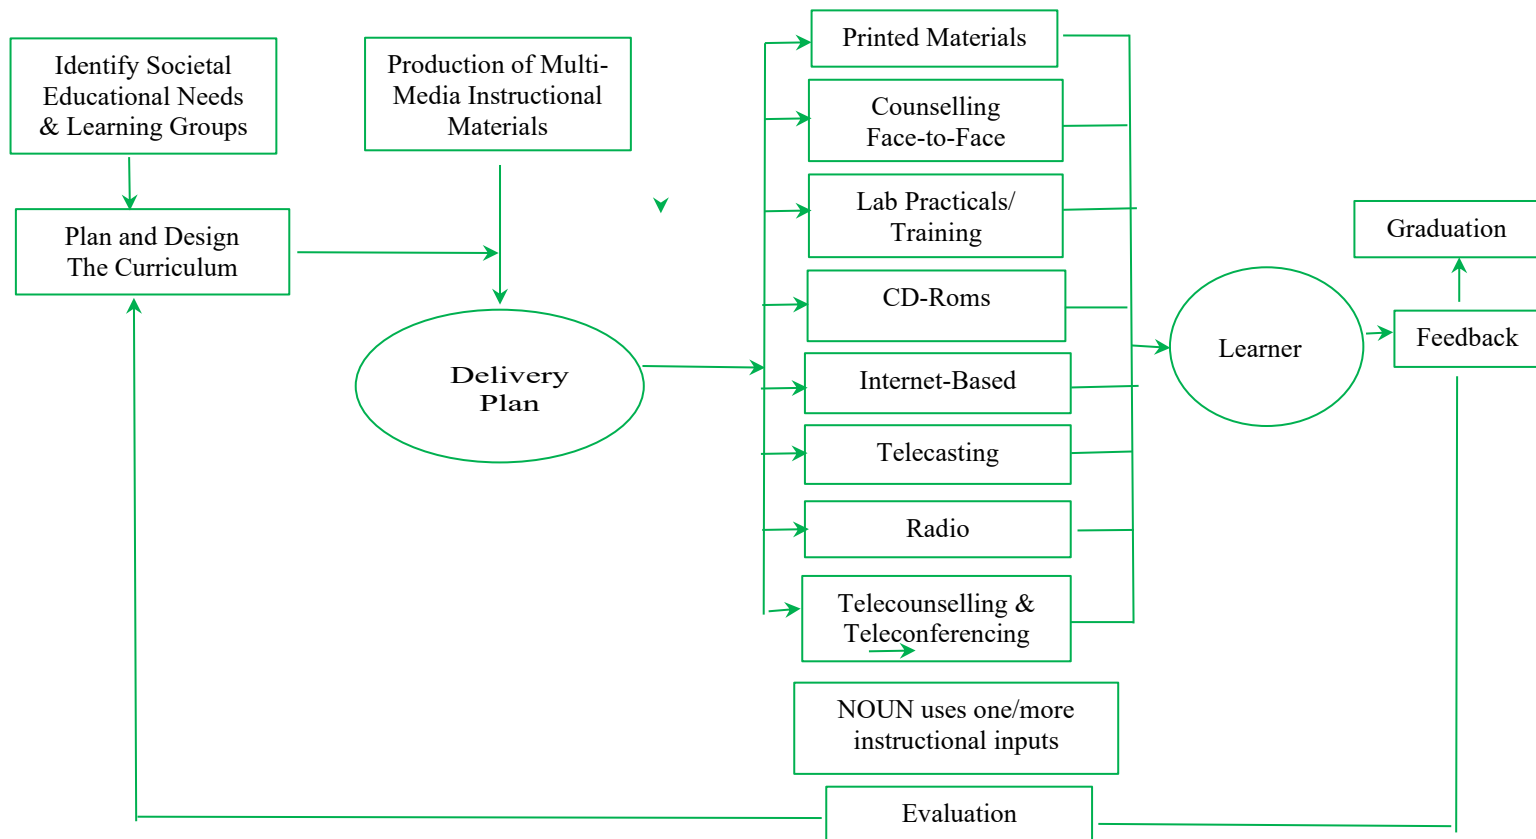 Identify Societal
Educational Needs
& Learning Groups
Production of Multi-
Media Instructional
Materials
Plan and Design
The Curriculum
Delivery
Plan
Printed Materials
Counselling
Face-to-Face
Lab Practicals/
Training
CD-Roms
Internet-Based
Telecasting
Radio
Telecounselling &
Teleconferencing
NOUN uses one/more
instructional inputs
Learner
Graduation
Feedback
Evaluation